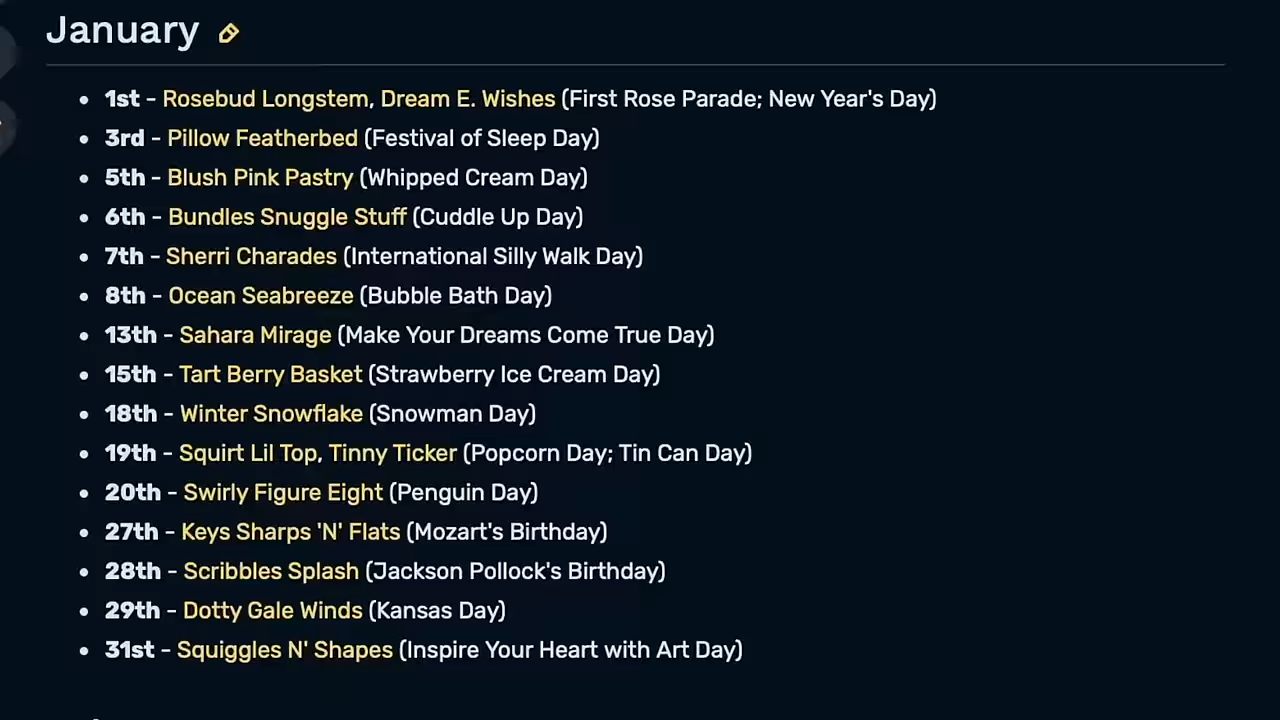 January
1st - Rosebud Longstem, Dream E. Wishes (First Rose Parade; New Year's Day)
3rd - Pillow Featherbed (Festival of Sleep Day)
5th - Blush Pink Pastry (Whipped Cream Day)
6th - Bundles Snuggle Stuff (Cuddle Up Day)
7th - Sherri Charades (International Silly Walk Day)
8th - Ocean Seabreeze (Bubble Bath Day)
13th - Sahara Mirage (Make Your Dreams Come True Day)
15th - Tart Berry Basket (Strawberry Ice Cream Day)
18th - Winter Snowflake (Snowman Day)
19th - Squirt Lil Top, Tinny Ticker (Popcorn Day; Tin Can Day)
20th - Swirly Figure Eight (Penguin Day)
27th - Keys Sharps 'N' Flats (Mozart's Birthday)
28th - Scribbles Splash (Jackson Pollock's Birthday)
29th - Dotty Gale Winds (Kansas Day)
31st - Squiggles N' Shapes (Inspire Your Heart with Art Day)